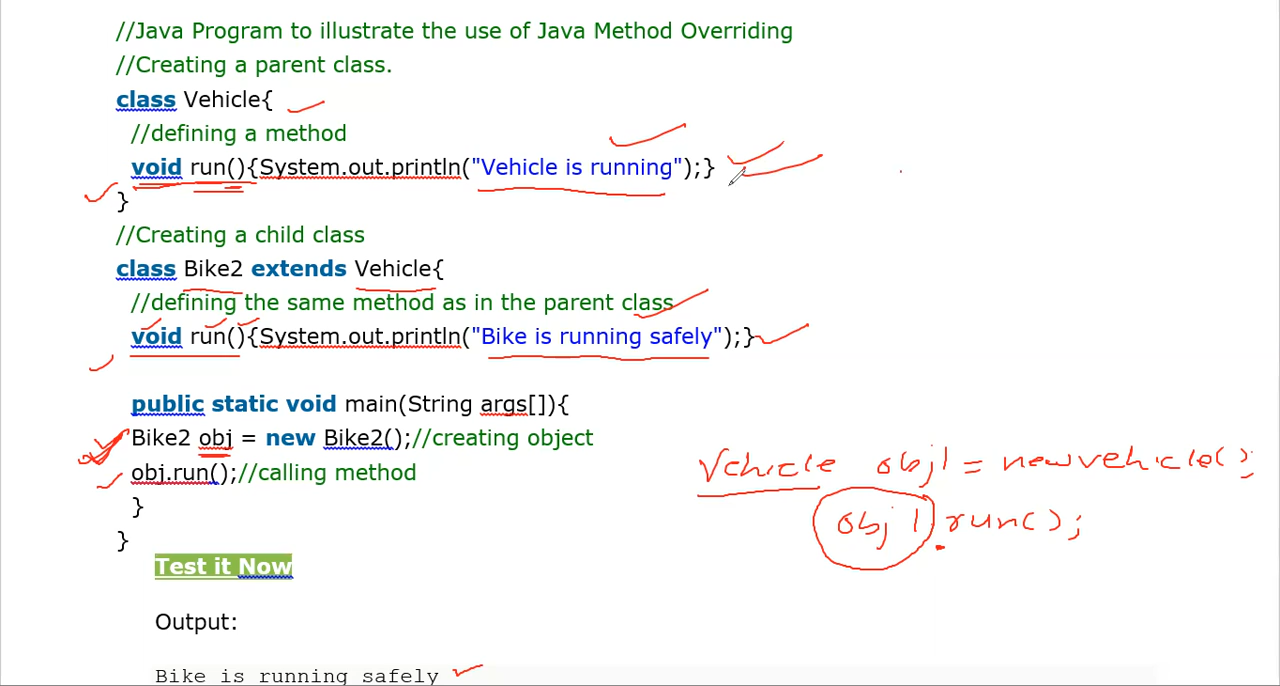 //Java Program to illustrate the use of Java Method Overriding
//Creating a parent class.
class Vehicle{
//defining a method
void run(){System.out.println("Vehicle is running");}
}
//Creating a child class
class Bike2 extends Vehicle{
//defining the same method as in the parent class
void run(){System.out.println("Bike is running safely");}
public static void main(String args[]){
Bike2 obj = new Bike2();//creating object
obj.run();//calling method
}
}
Vehicle obj1 = new vehicle();
obj1.run();
Test it Now
Output:
Bike is running safely